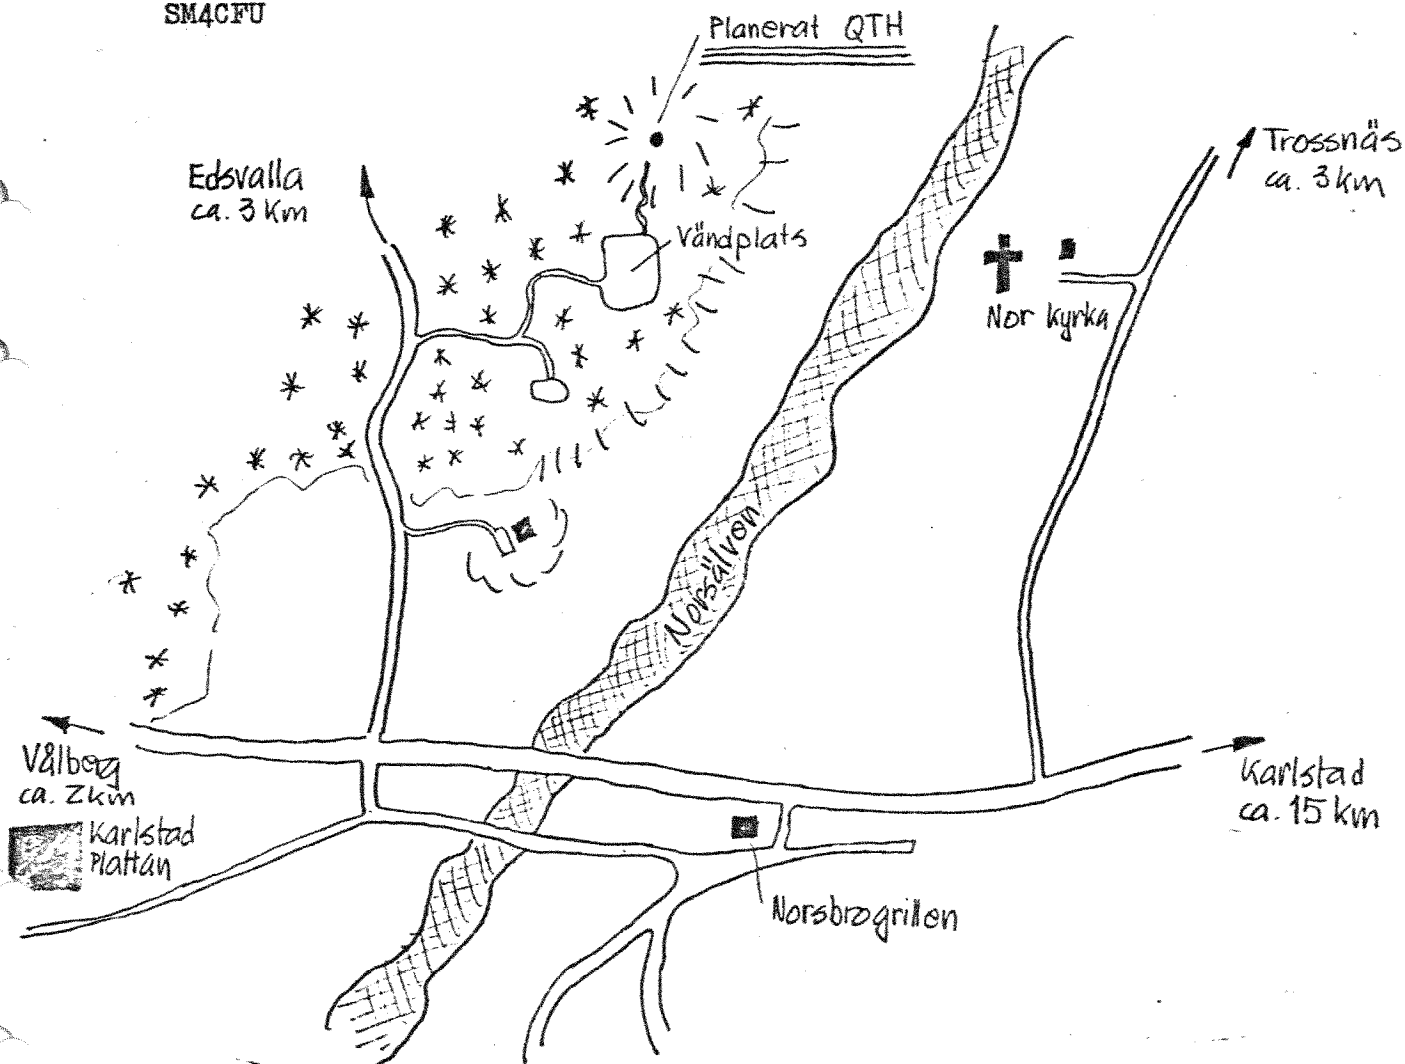 SM4CFU
Planerat QTH
Trossnäs
ca. 3km
Edsvalla
ca. 3 Km
Vändplats
Nor kyrka
Norsälven
Vålberg
ca. 2km
Karlstad
Plattan
Karlstad
ca. 15 km
Norsbrogrillen